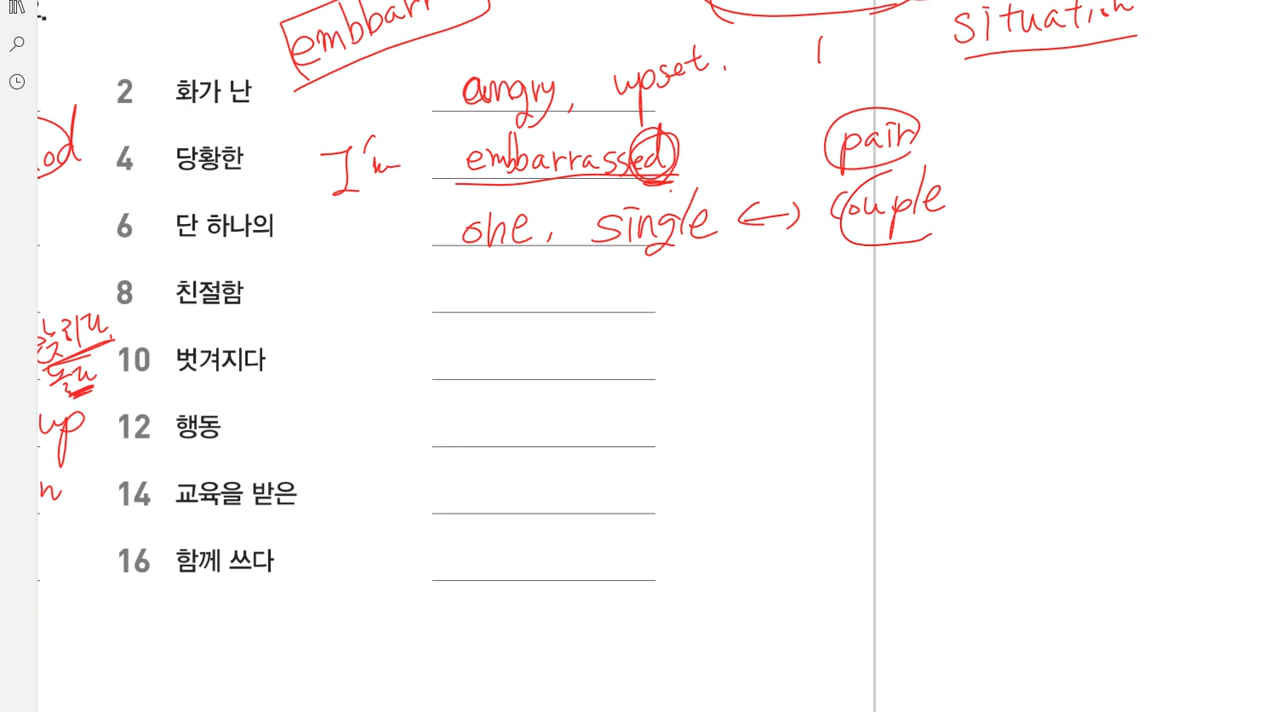 embbarr
situation
2 화가 난 angry, upset.
4 당황한 I'm embbarrassed pair
6 단 하나의 one, single ↔ couple
8 친절함
10 벗겨지다
up 12 행동
14 교육을 받은
16 함께 쓰다